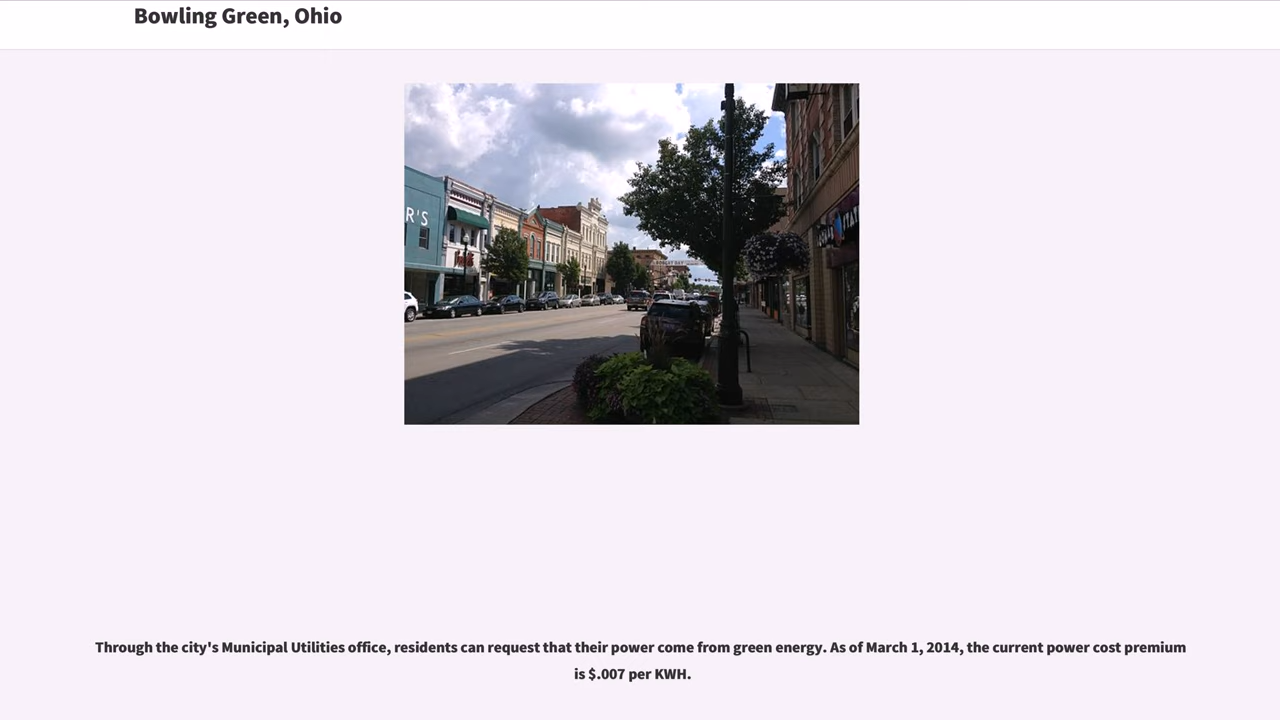 Bowling Green, Ohio
R'S
Through the city's Municipal Utilities office, residents can request that their power come from green energy. As of March 1, 2014, the current power cost premium
is $.007 per KWH.